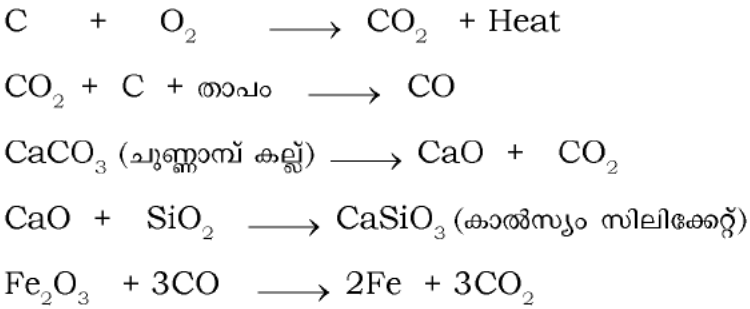 C + O₂ ⟶ CO₂ + Heat
CO₂ + C + താപം ⟶ CO
CaCO₃ (ചുണ്ണാമ്പ് കല്ല്) ⟶ CaO + CO₂
CaO + SiO₂ ⟶ CaSiO₃ (കാൽസ്യം സിലിക്കേറ്റ്)
Fe₂O₃ + 3CO ⟶ 2Fe + 3CO₂